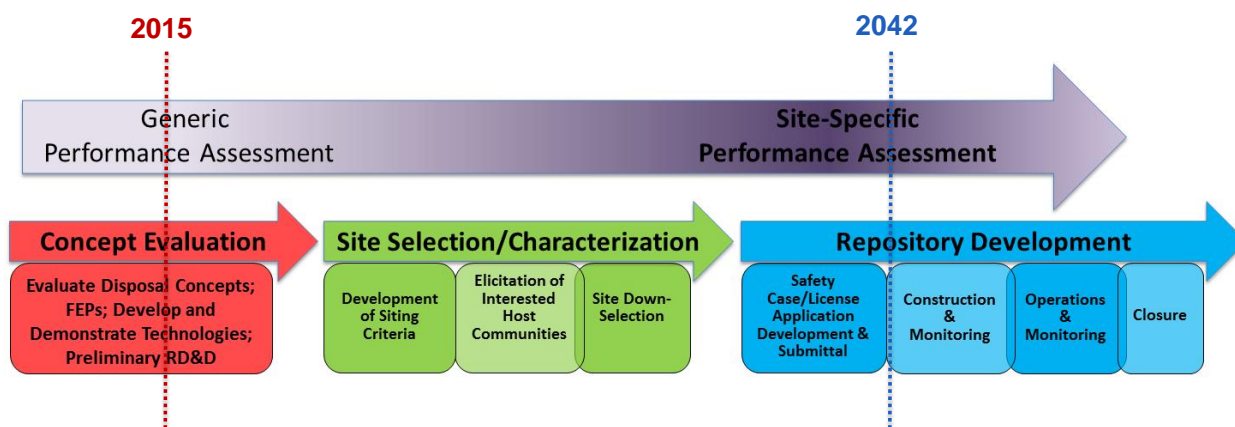 2015
2042
Generic
Performance Assessment
Site-Specific
Performance Assessment
Concept Evaluation
Site Selection/Characterization
Repository Development
Evaluate Disposal Concepts;
FEPs; Develop and
Demonstrate Technologies;
Preliminary RD&D
Development
of Siting
Criteria
Elicitation of
Interested
Host
Communities
Site Down-
Selection
Safety
Case/License
Application
Development &
Submittal
Construction
&
Monitoring
Operations
&
Monitoring
Closure